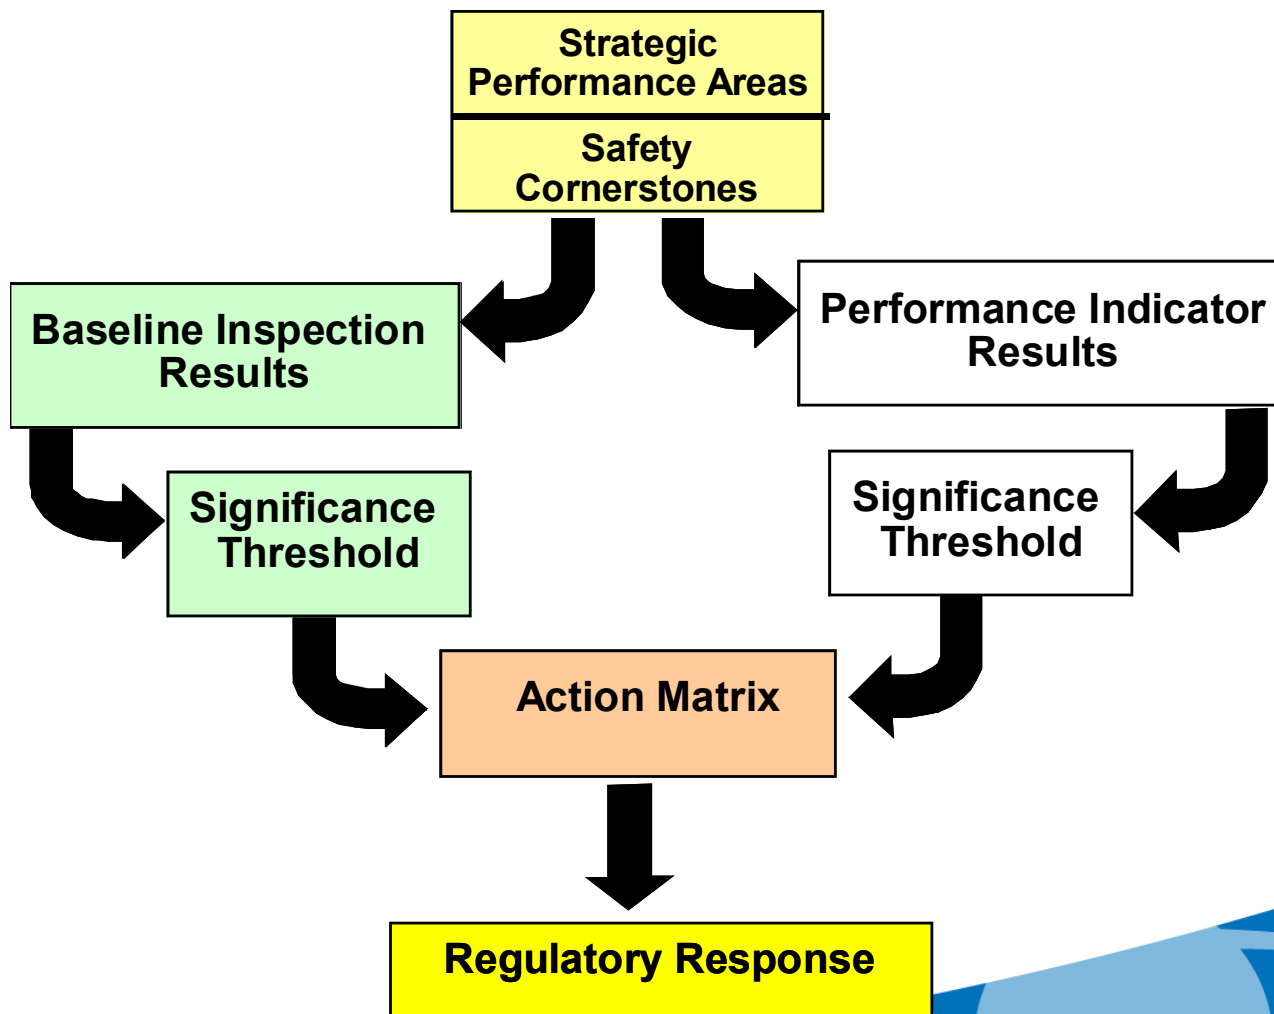 Strategic
Performance Areas
Safety
Cornerstones
Baseline Inspection
Results
Performance Indicator
Results
Significance
Threshold
Significance
Threshold
Action Matrix
Regulatory Response